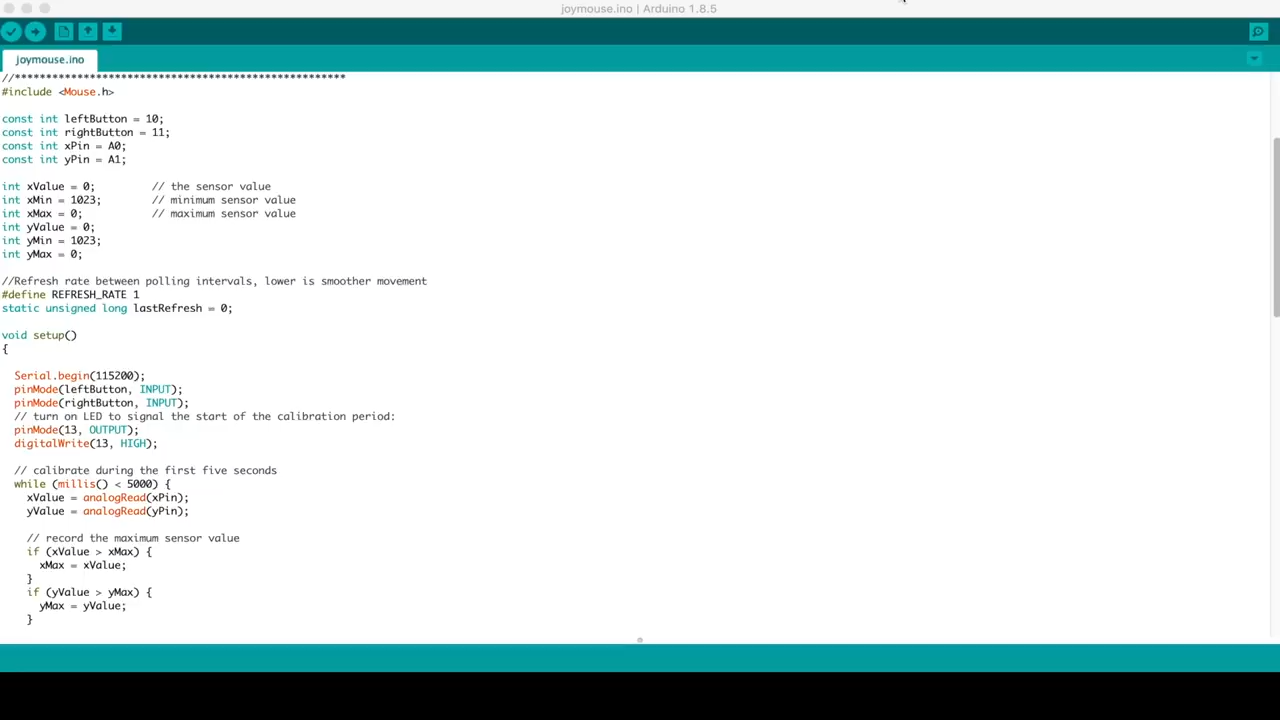 joymouse.ino | Arduino 1.8.5
joymouse.ino
//*****************************************************
#include <Mouse.h>
const int leftButton = 10;
const int rightButton = 11;
const int xPin = A0;
const int yPin = A1;
int xValue = 0;         // the sensor value
int xMin = 1023;        // minimum sensor value
int xMax = 0;           // maximum sensor value
int yValue = 0;
int yMin = 1023;
int yMax = 0;
//Refresh rate between polling intervals, lower is smoother movement
#define REFRESH_RATE 1
static unsigned long lastRefresh = 0;
void setup()
{
  Serial.begin(115200);
  pinMode(leftButton, INPUT);
  pinMode(rightButton, INPUT);
  // turn on LED to signal the start of the calibration period:
  pinMode(13, OUTPUT);
  digitalWrite(13, HIGH);
  // calibrate during the first five seconds
  while (millis() < 5000) {
    xValue = analogRead(xPin);
    yValue = analogRead(yPin);
    // record the maximum sensor value
    if (xValue > xMax) {
      xMax = xValue;
    }
    if (yValue > yMax) {
      yMax = yValue;
    }